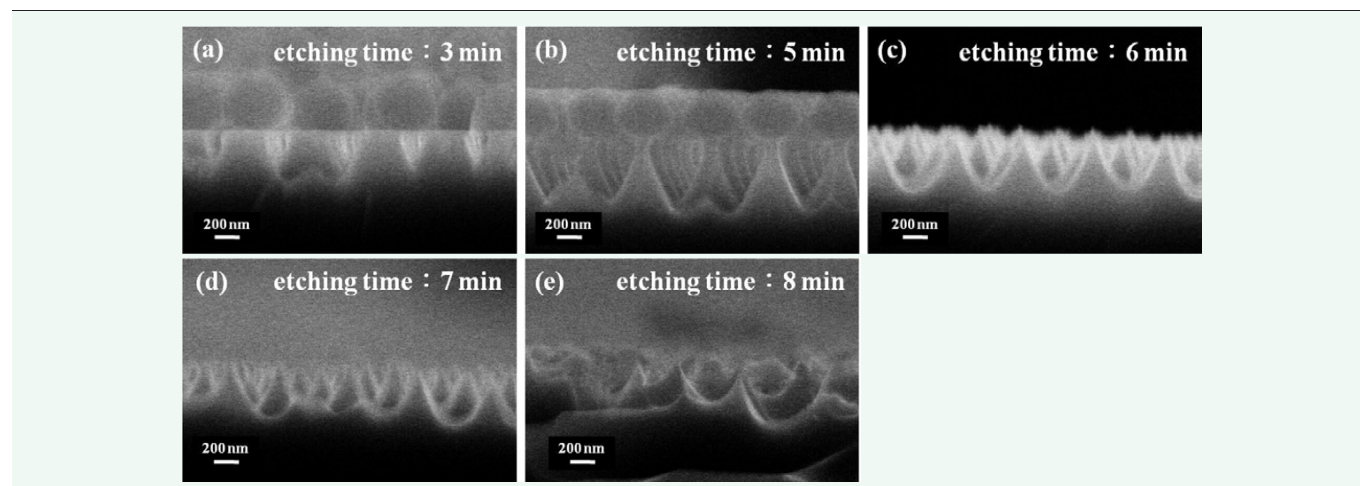 (a) etching time：3 min
200 nm
(b) etching time：5 min
200 nm
(c) etching time：6 min
200 nm
(d) etching time：7 min
200 nm
(e) etching time：8 min
200 nm